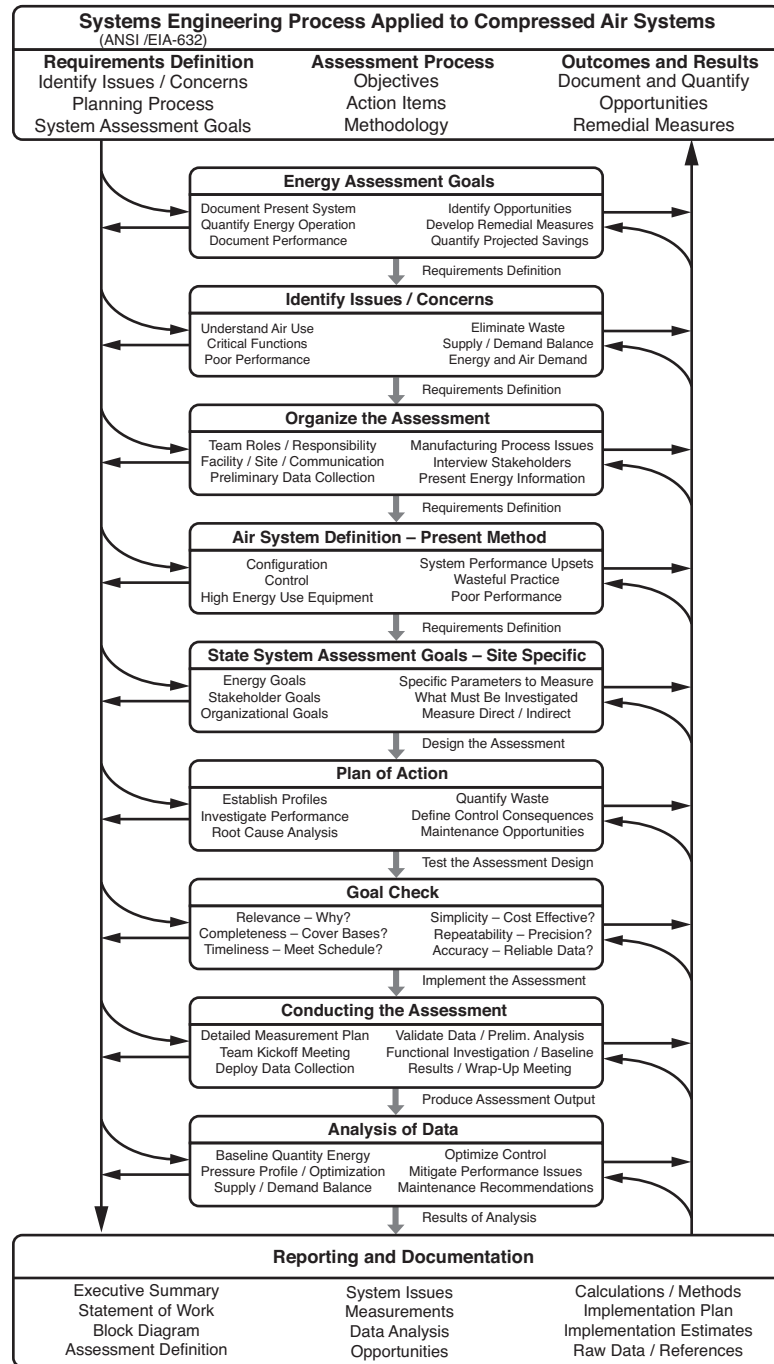 Systems Engineering Process Applied to Compressed Air Systems
(ANSI /EIA-632)
Requirements Definition
Identify Issues / Concerns
Planning Process
System Assessment Goals
Assessment Process
Objectives
Action Items
Methodology
Outcomes and Results
Document and Quantify
Opportunities
Remedial Measures
Energy Assessment Goals
Document Present System
Quantify Energy Operation
Document Performance
Identify Opportunities
Develop Remedial Measures
Quantify Projected Savings
Requirements Definition
Identify Issues / Concerns
Understand Air Use
Critical Functions
Poor Performance
Eliminate Waste
Supply / Demand Balance
Energy and Air Demand
Requirements Definition
Organize the Assessment
Team Roles / Responsibility
Facility / Site / Communication
Preliminary Data Collection
Manufacturing Process Issues
Interview Stakeholders
Present Energy Information
Requirements Definition
Air System Definition – Present Method
Configuration
Control
High Energy Use Equipment
System Performance Upsets
Wasteful Practice
Poor Performance
Requirements Definition
State System Assessment Goals – Site Specific
Energy Goals
Stakeholder Goals
Organizational Goals
Specific Parameters to Measure
What Must Be Investigated
Measure Direct / Indirect
Design the Assessment
Plan of Action
Establish Profiles
Investigate Performance
Root Cause Analysis
Quantify Waste
Define Control Consequences
Maintenance Opportunities
Test the Assessment Design
Goal Check
Relevance – Why?
Completeness – Cover Bases?
Timeliness – Meet Schedule?
Simplicity – Cost Effective?
Repeatability – Precision?
Accuracy – Reliable Data?
Implement the Assessment
Conducting the Assessment
Detailed Measurement Plan
Team Kickoff Meeting
Deploy Data Collection
Validate Data / Prelim. Analysis
Functional Investigation / Baseline
Results / Wrap-Up Meeting
Produce Assessment Output
Analysis of Data
Baseline Quantity Energy
Pressure Profile / Optimization
Supply / Demand Balance
Optimize Control
Mitigate Performance Issues
Maintenance Recommendations
Results of Analysis
Reporting and Documentation
Executive Summary
Statement of Work
Block Diagram
Assessment Definition
System Issues
Measurements
Data Analysis
Opportunities
Calculations / Methods
Implementation Plan
Implementation Estimates
Raw Data / References